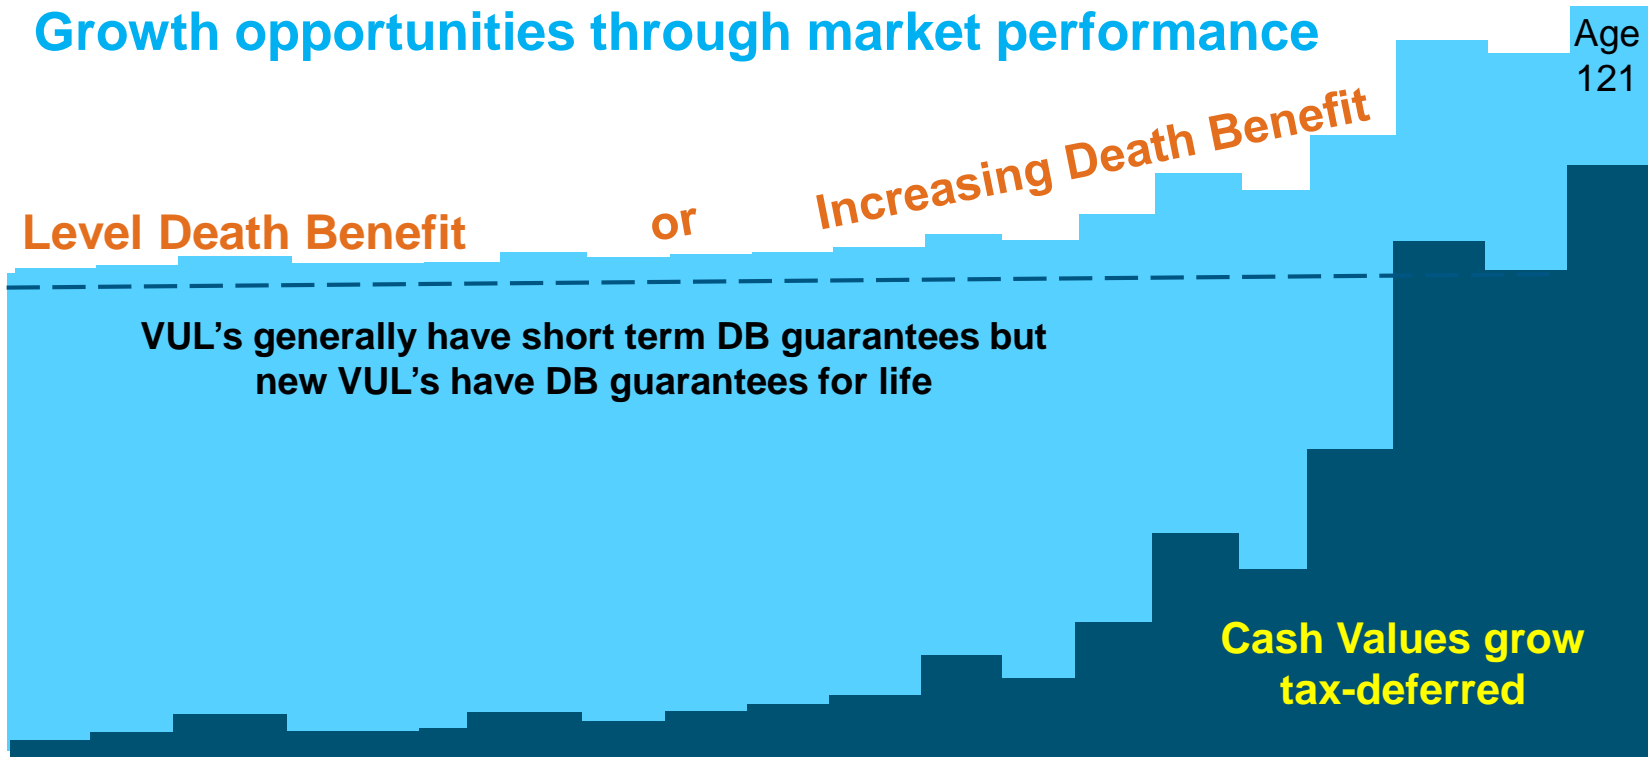 Growth opportunities through market performance
Age
121
Level Death Benefit
or
Increasing Death Benefit
VUL’s generally have short term DB guarantees but
new VUL’s have DB guarantees for life
Cash Values grow
tax-deferred